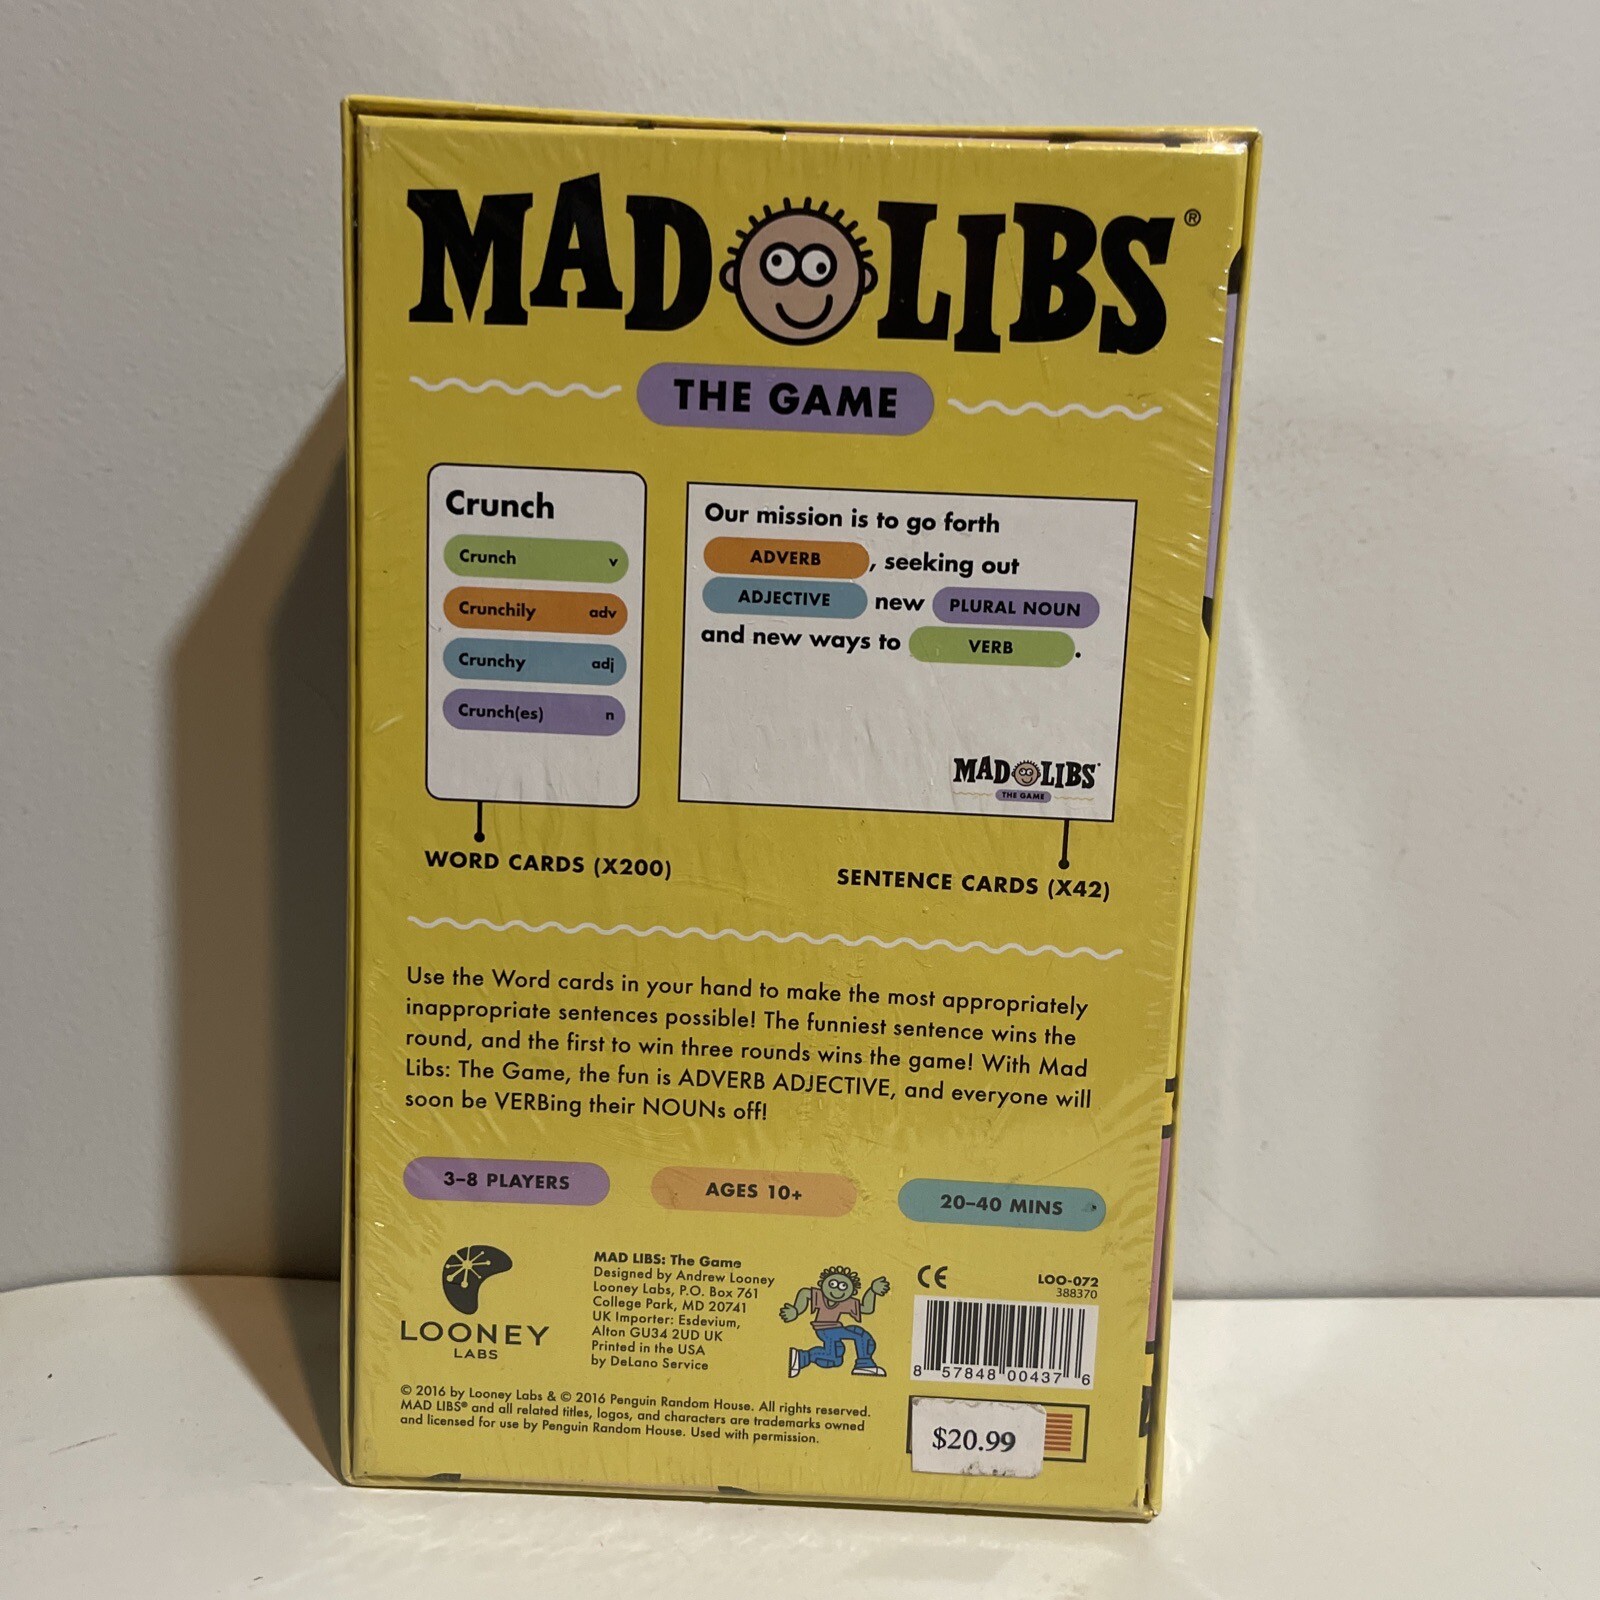 MAD LIBS®
THE GAME
Crunch
Crunch v
Crunchily adv
Crunchy adj
Crunch(es) n
Our mission is to go forth
ADVERB, seeking out
ADJECTIVE new PLURAL NOUN
and new ways to VERB.
MAD LIBS
THE GAME
WORD CARDS (X200)
SENTENCE CARDS (X42)
Use the Word cards in your hand to make the most appropriately
inappropriate sentences possible! The funniest sentence wins the
round, and the first to win three rounds wins the game! With Mad
Libs: The Game, the fun is ADVERB ADJECTIVE, and everyone will
soon be VERBing their NOUNs off!
3–8 PLAYERS
AGES 10+
20–40 MINS
LOONEY
LABS
MAD LIBS: The Game
Designed by Andrew Looney
Looney Labs, P.O. Box 761
College Park, MD 20741
UK Importer: Esdevium,
Alton GU34 2UD UK
Printed in the USA
by DeLano Service
CE
LOO-072
388370
8 57848 00437 6
© 2016 by Looney Labs & © 2016 Penguin Random House. All rights reserved.
MAD LIBS® and all related titles, logos, and characters are trademarks owned
and licensed for use by Penguin Random House. Used with permission.
$20.99